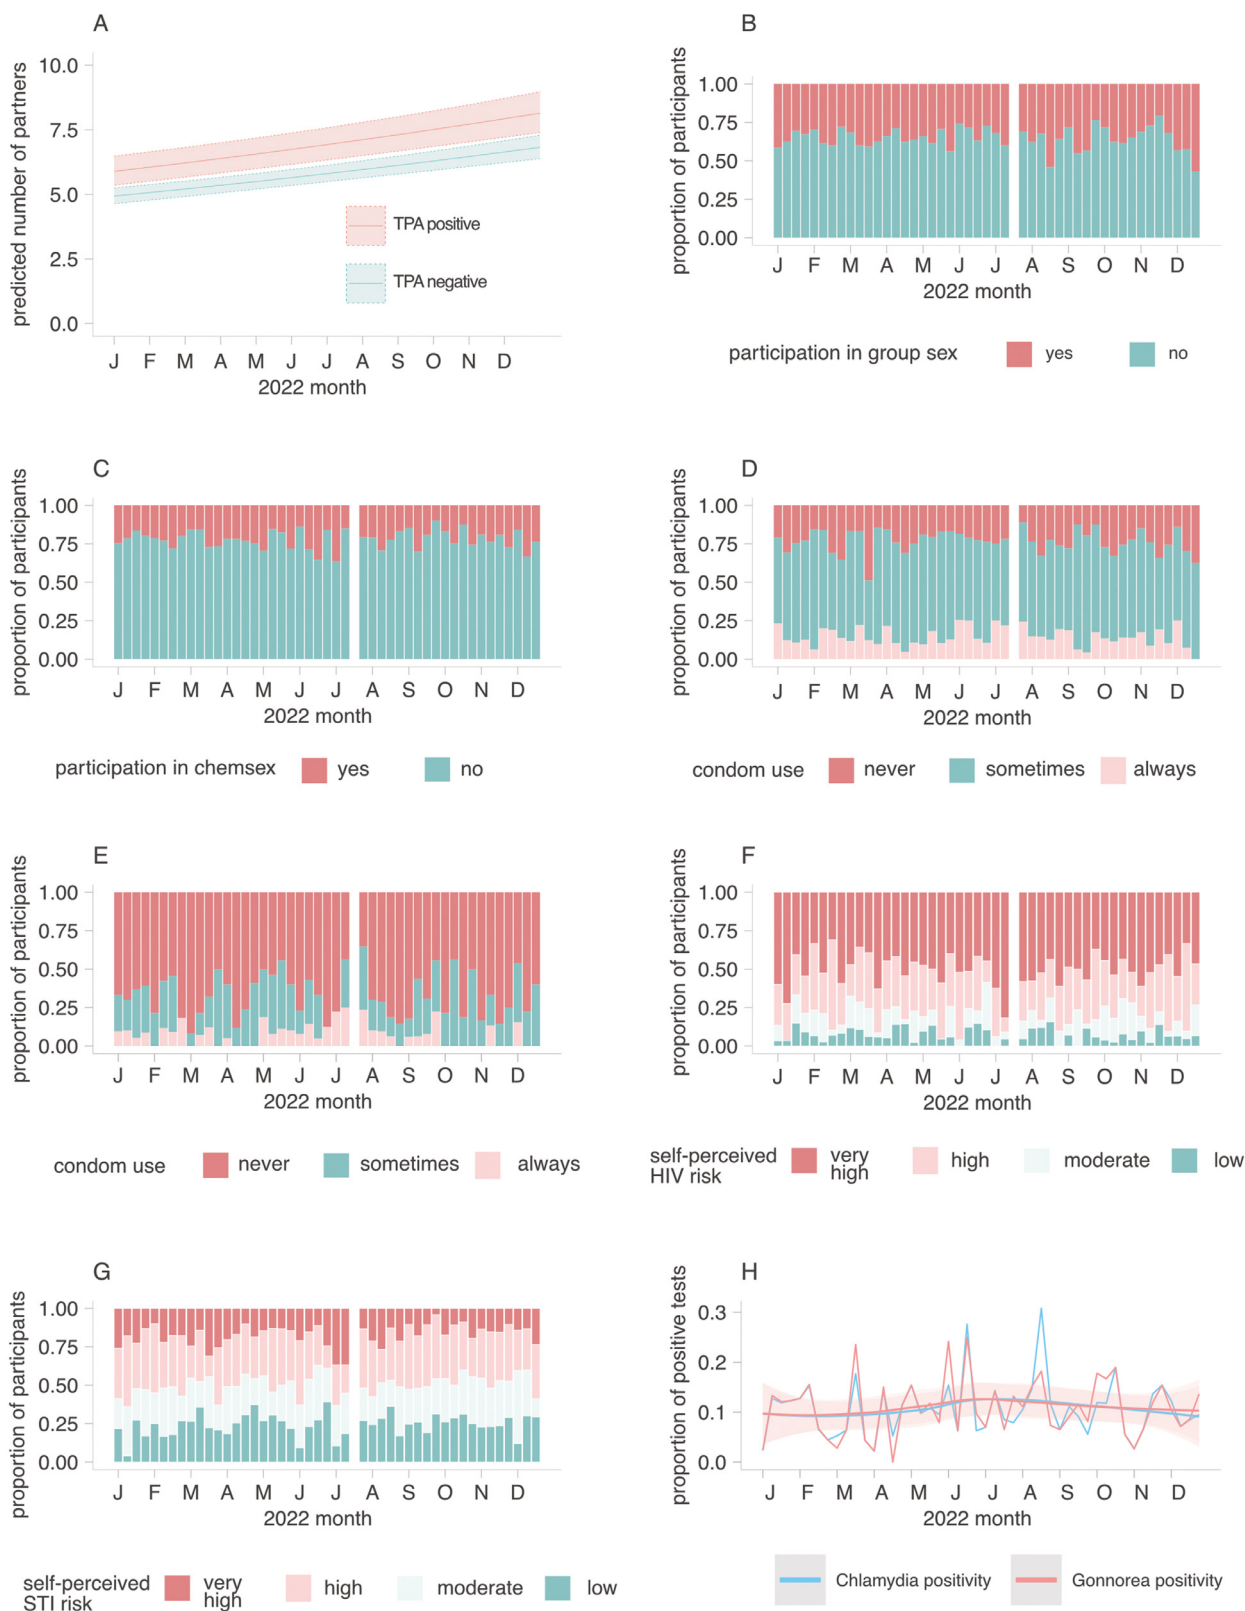 A
predicted number of partners
10.0
7.5
5.0
2.5
0.0
TPA positive
TPA negative
J F M A M J J A S O N D
2022 month
B
proportion of participants
1.00
0.75
0.50
0.25
0.00
J F M A M J J A S O N D
2022 month
participation in group sex yes no
C
proportion of participants
1.00
0.75
0.50
0.25
0.00
J F M A M J J A S O N D
2022 month
participation in chemsex yes no
D
proportion of participants
1.00
0.75
0.50
0.25
0.00
J F M A M J J A S O N D
2022 month
condom use never sometimes always
E
proportion of participants
1.00
0.75
0.50
0.25
0.00
J F M A M J J A S O N D
2022 month
condom use never sometimes always
F
proportion of participants
1.00
0.75
0.50
0.25
0.00
J F M A M J J A S O N D
2022 month
self-perceived
HIV risk
very
high
high
moderate
low
G
proportion of participants
1.00
0.75
0.50
0.25
0.00
J F M A M J J A S O N D
2022 month
self-perceived
STI risk
very
high
high
moderate
low
H
proportion of positive tests
0.3
0.2
0.1
0.0
J F M A M J J A S O N D
2022 month
Chlamydia positivity
Gonnorea positivity